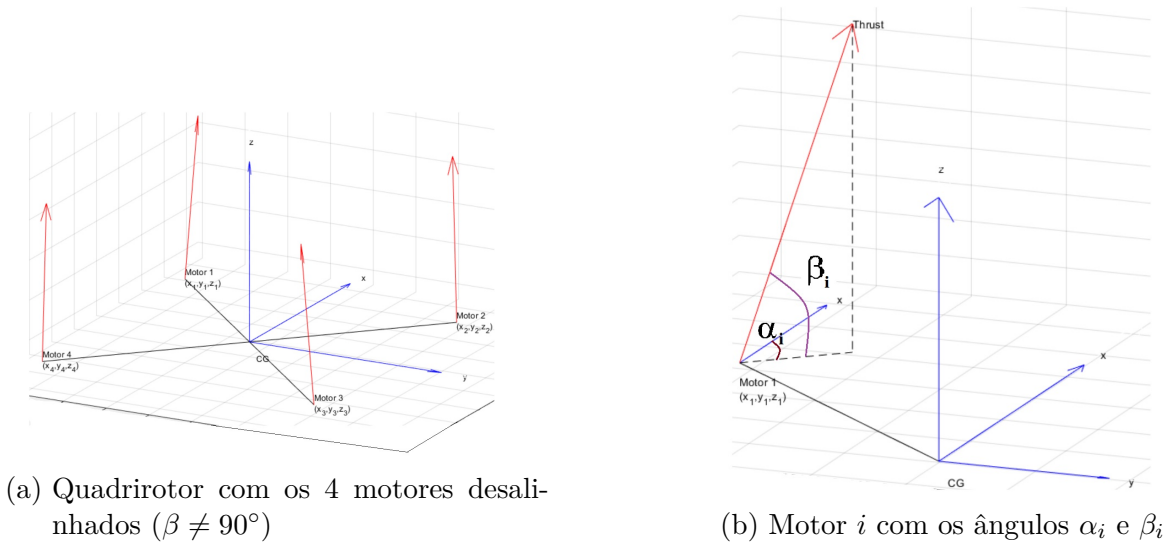 z
Motor 1
(x₁,y₁,z₁)
x
Motor 2
(x₂,y₂,z₂)
Motor 4
(x₄,y₄,z₄)
CG
y
Motor 3
(x₃,y₃,z₃)
(a) Quadrirotor com os 4 motores desali-
nhados (β ≠ 90°)
Thrust
z
βᵢ
x
αᵢ
Motor 1
(x₁,y₁,z₁)
x
CG
y
(b) Motor i com os ângulos αᵢ e βᵢ